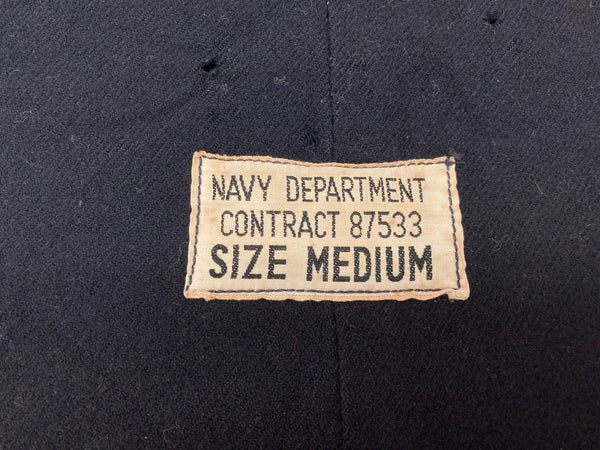 NAVY DEPARTMENT
CONTRACT 87533
SIZE MEDIUM